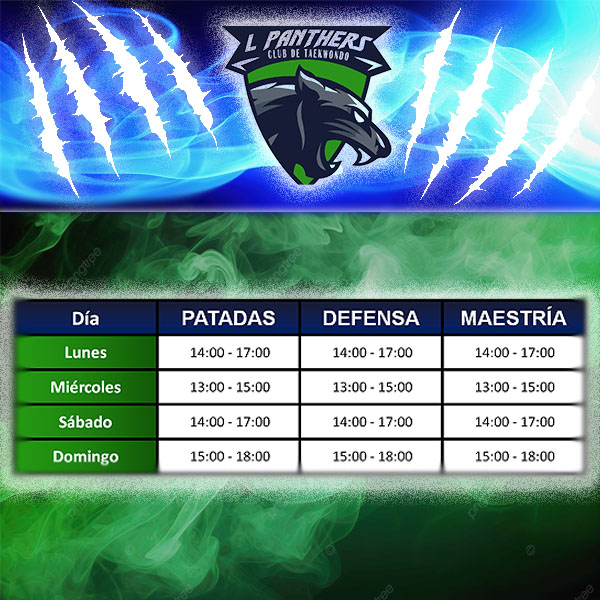 L PANTHERS
CLUB DE TAEKWONDO
Día PATADAS DEFENSA MAESTRÍA
Lunes 14:00 - 17:00 14:00 - 17:00 14:00 - 17:00
Miércoles 13:00 - 15:00 13:00 - 15:00 13:00 - 15:00
Sábado 14:00 - 17:00 14:00 - 17:00 14:00 - 17:00
Domingo 15:00 - 18:00 15:00 - 18:00 15:00 - 18:00